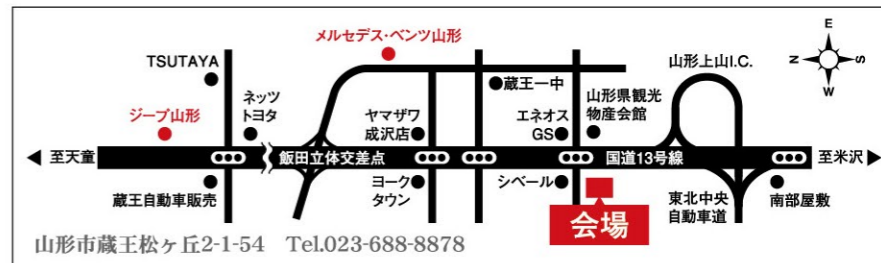 メルセデス・ベンツ山形
TSUTAYA
ジープ山形
ネッツ
トヨタ
ヤマザワ
成沢店
蔵王一中
エネオス
GS
山形県観光
物産会館
山形上山I.C.
E
N
S
W
至天童
飯田立体交差点
国道13号線
至米沢
蔵王自動車販売
ヨーク
タウン
シベール
会場
東北中央
自動車道
南部屋敷
山形市蔵王松ヶ丘2-1-54 Tel.023-688-8878